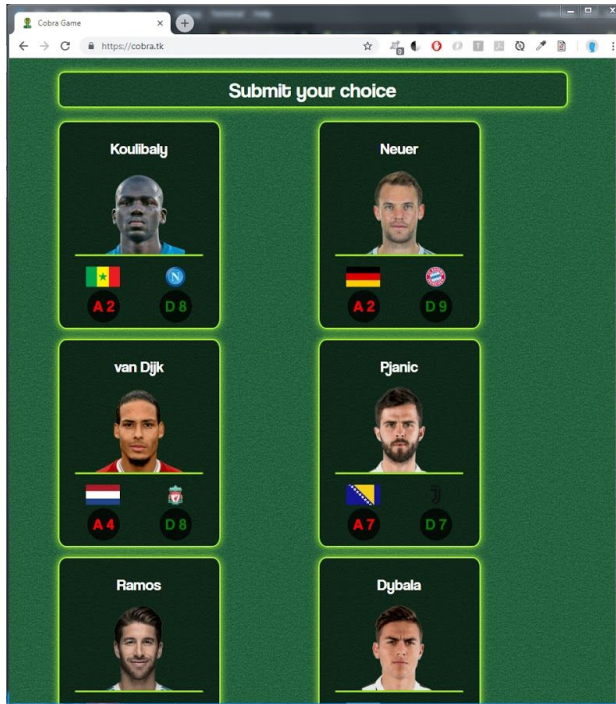 Cobra Game
https://cobra.tk
Submit your choice
Koulibaly
Neuer
A 2
D 8
A 2
D 9
van Dijk
Pjanic
A 4
D 8
A 7
D 7
Ramos
Dybala